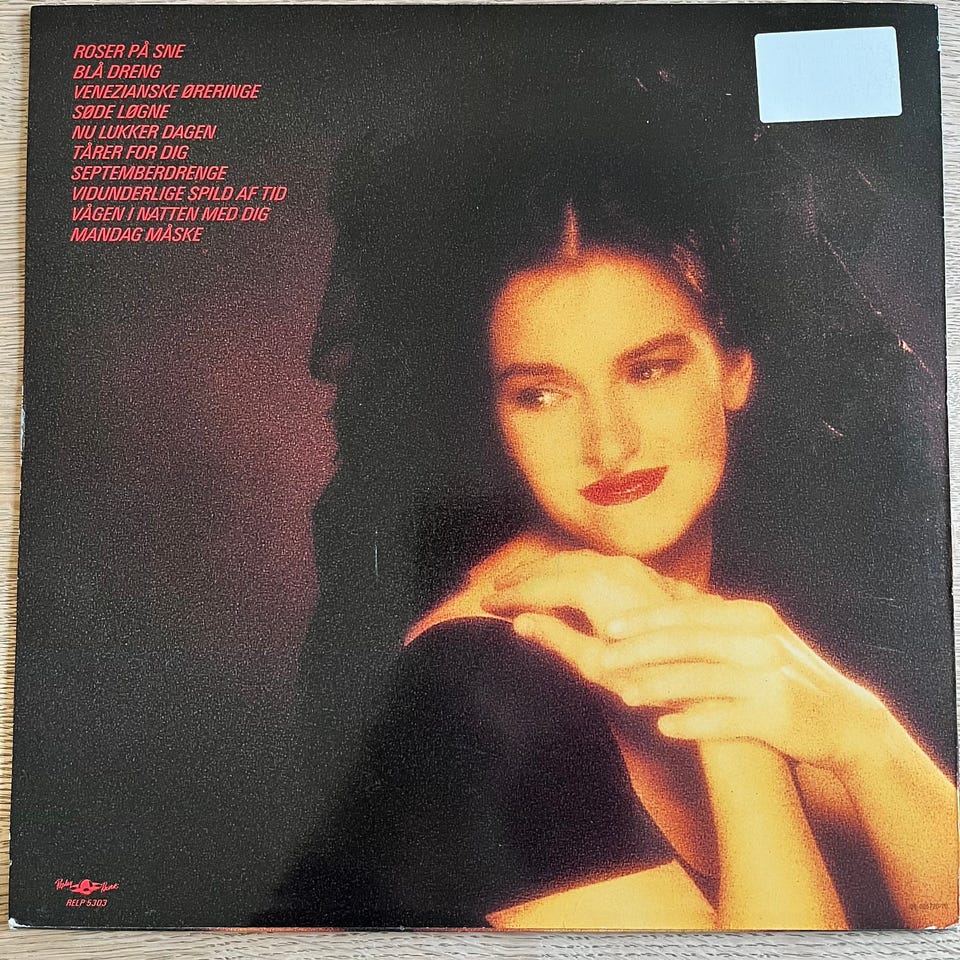 ROSER PÅ SNE
BLÅ DRENG
VENEZIANSKE ØRERINGE
SØDE LØGNE
NU LUKKER DAGEN
TÅRER FOR DIG
SEPTEMBERDRENGE
VIDUNDERLIGE SPILD AF TID
VÅGEN I NATTEN MED DIG
MANDAG MÅSKE
RELP 5303